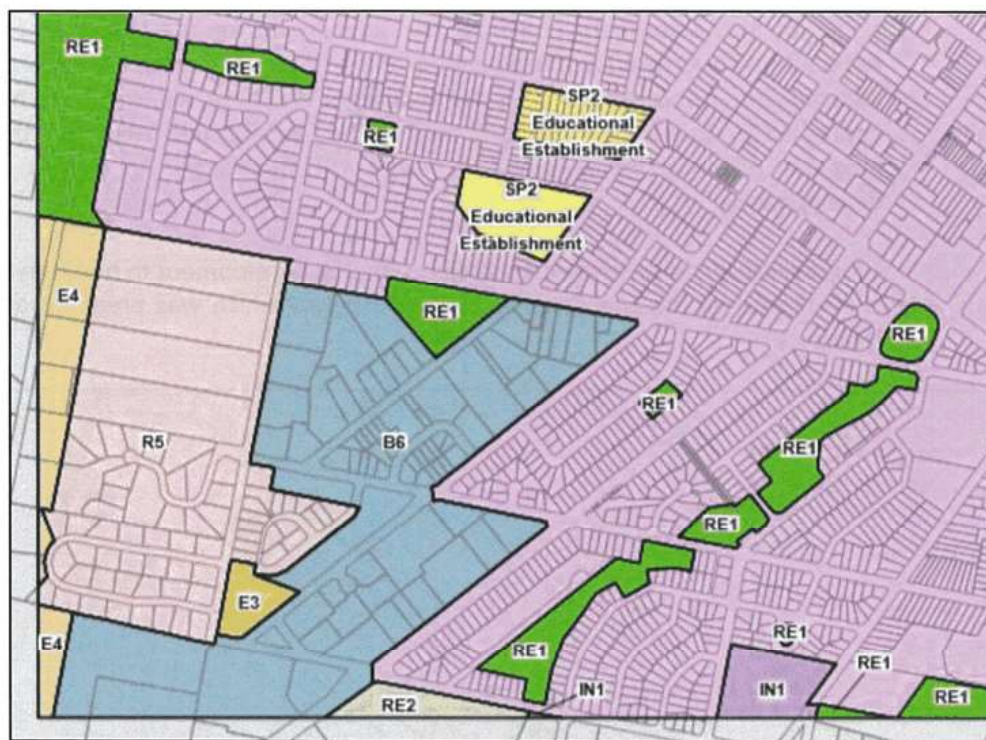 RE1
RE1
RE1
SP2
Educational
Establishment
SP2
Educational
Establishment
E4
RE1
RE1
RE1
R5
B6
RE1
RE1
E3
RE1
E4
RE1
RE1
RE2
IN1
IN1
RE1